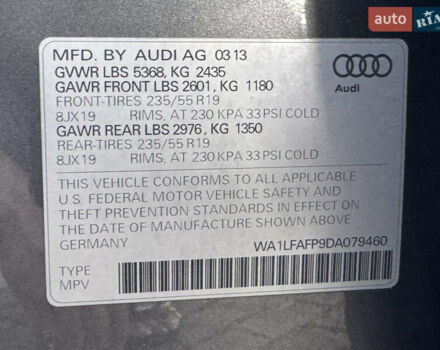 auto RIA
MFD. BY AUDI AG 03 13
GVWR LBS 5368, KG 2435
GAWR FRONT LBS 2601, KG 1180
FRONT-TIRES 235/55 R19
8JX19 RIMS, AT 230 KPA 33 PSI COLD
GAWR REAR LBS 2976, KG 1350
REAR-TIRES 235/55 R19
8JX19 RIMS, AT 230 KPA 33 PSI COLD
Audi
THIS VEHICLE CONFORMS TO ALL APPLICABLE
U.S. FEDERAL MOTOR VEHICLE SAFETY AND
THEFT PREVENTION STANDARDS IN EFFECT ON
THE DATE OF MANUFACTURE SHOWN ABOVE
GERMANY WA1LFAFP9DA079460
TYPE
MPV